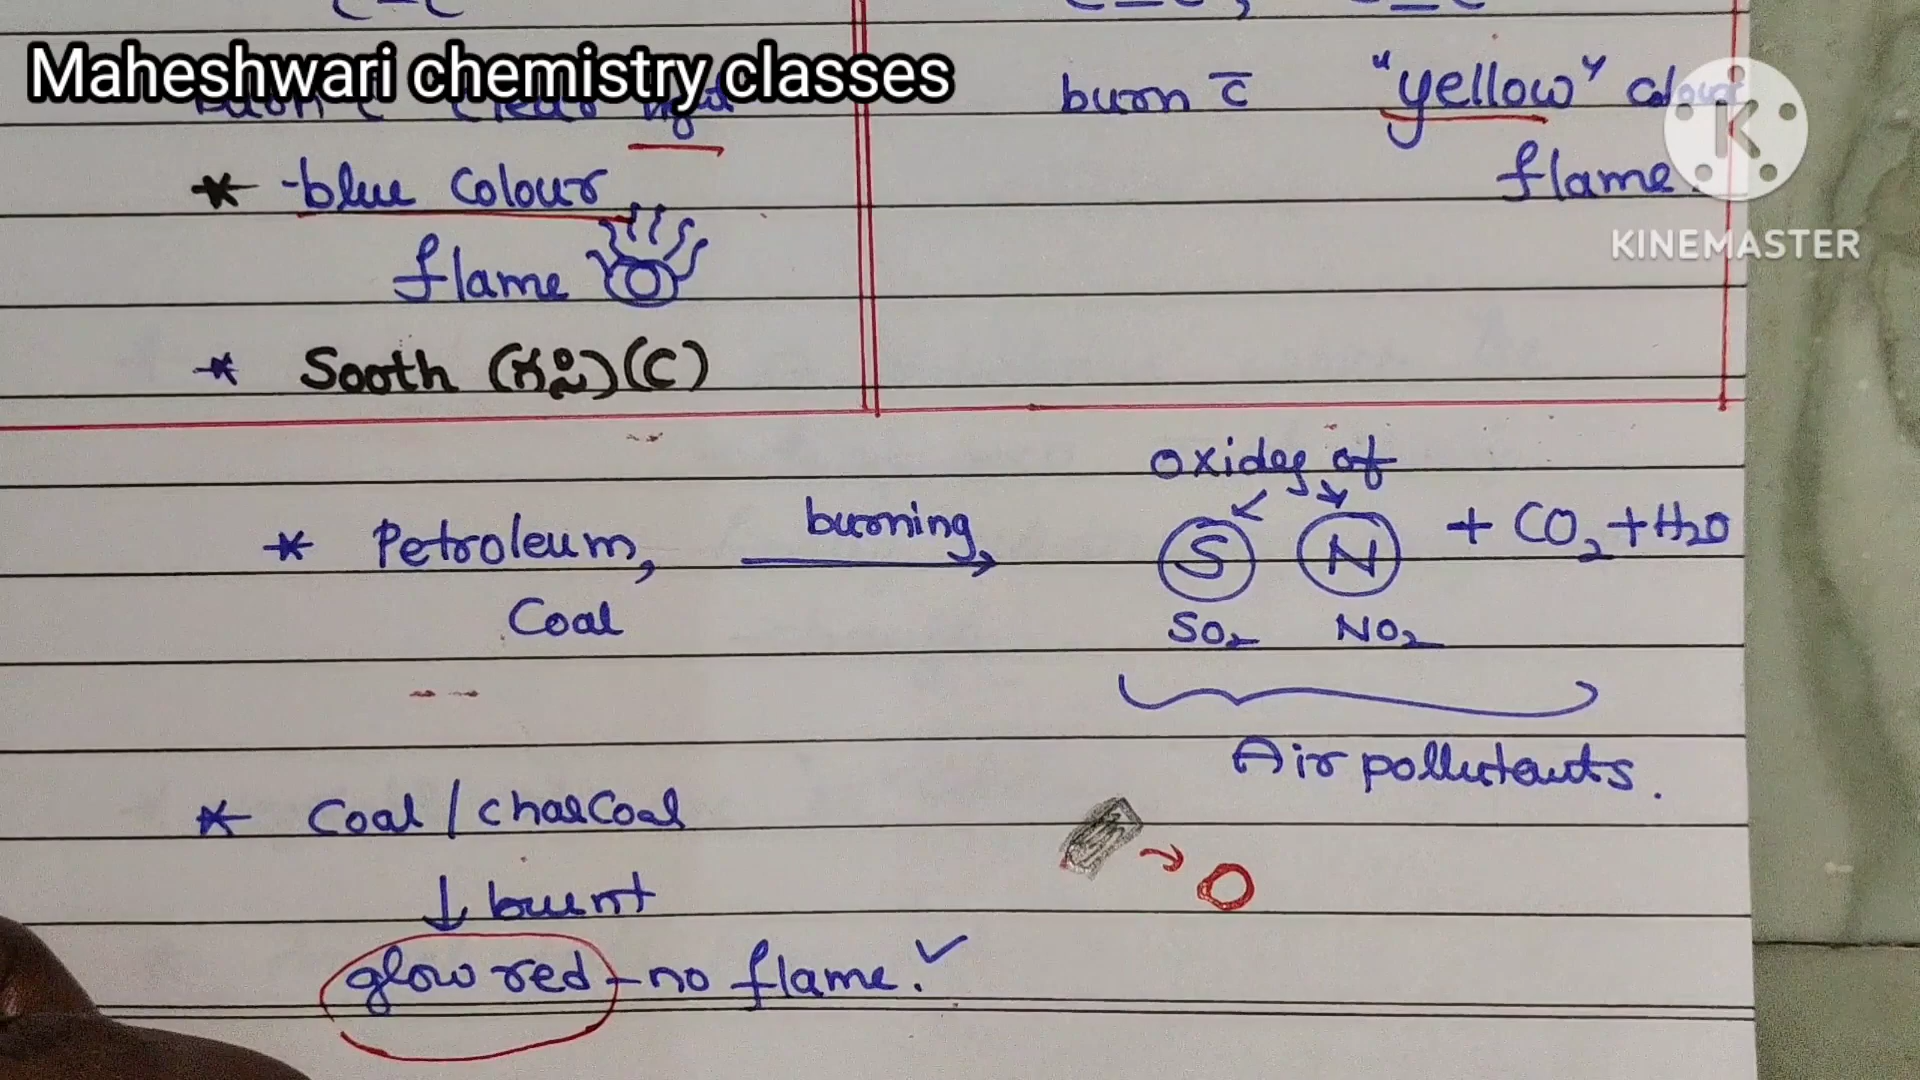 Maheshwari chemistry classes
burn c̄ "yellow" colour
flame.
KINEMASTER
* blue colour
flame
* Sooth (ಮಸಿ)(C)
oxides of
* Petroleum, burning S N + CO₂ + H₂O
Coal SO₂ NO₂
Air pollutants.
* Coal / charcoal
↓ burnt
glow red - no flame. ✓